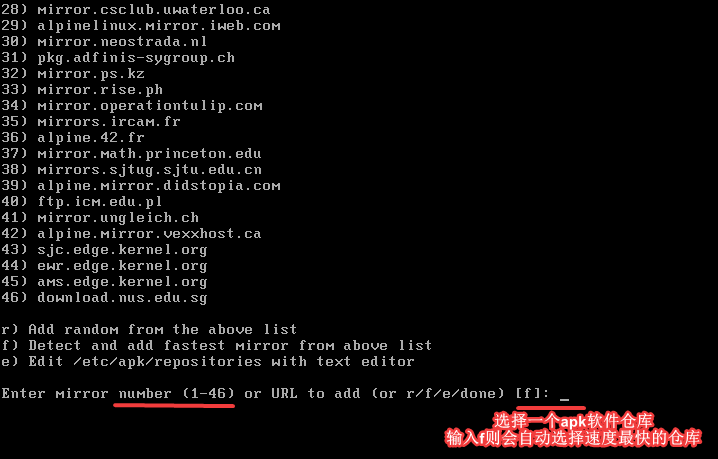 28) mirror.csclub.uwaterloo.ca
29) alpinelinux.mirror.iweb.com
30) mirror.neostrada.nl
31) pkg.adfinis-sygroup.ch
32) mirror.ps.kz
33) mirror.rise.ph
34) mirror.operationtulip.com
35) mirrors.ircam.fr
36) alpine.42.fr
37) mirror.math.princeton.edu
38) mirrors.sjtug.sjtu.edu.cn
39) alpine.mirror.didstopia.com
40) ftp.icm.edu.pl
41) mirror.ungleich.ch
42) alpine.mirror.vexxhost.ca
43) sjc.edge.kernel.org
44) ewr.edge.kernel.org
45) ams.edge.kernel.org
46) download.nus.edu.sg
r) Add random from the above list
f) Detect and add fastest mirror from above list
e) Edit /etc/apk/repositories with text editor
Enter mirror number (1-46) or URL to add (or r/f/e/done) [f]: _
选择一个apk软件仓库
输入f则会自动选择速度最快的仓库